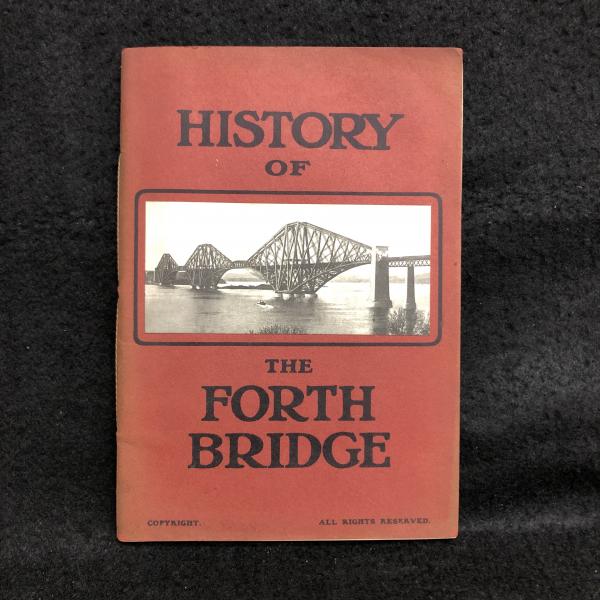 HISTORY
OF
THE
FORTH
BRIDGE
COPYRIGHT. ALL RIGHTS RESERVED.